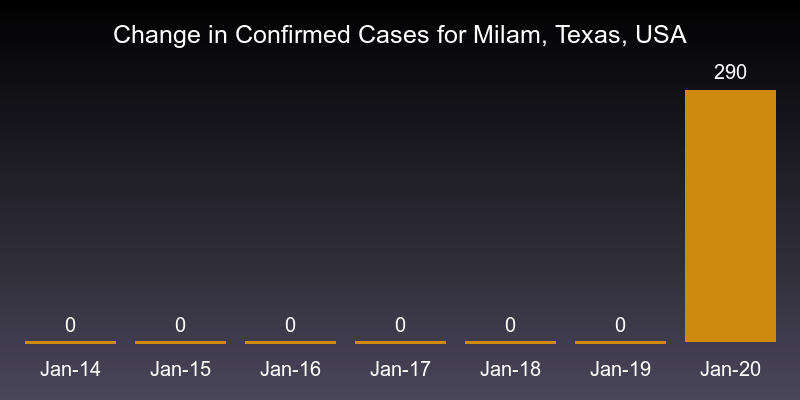 Change in Confirmed Cases for Milam, Texas, USA
290
0 0 0 0 0 0
Jan-14 Jan-15 Jan-16 Jan-17 Jan-18 Jan-19 Jan-20